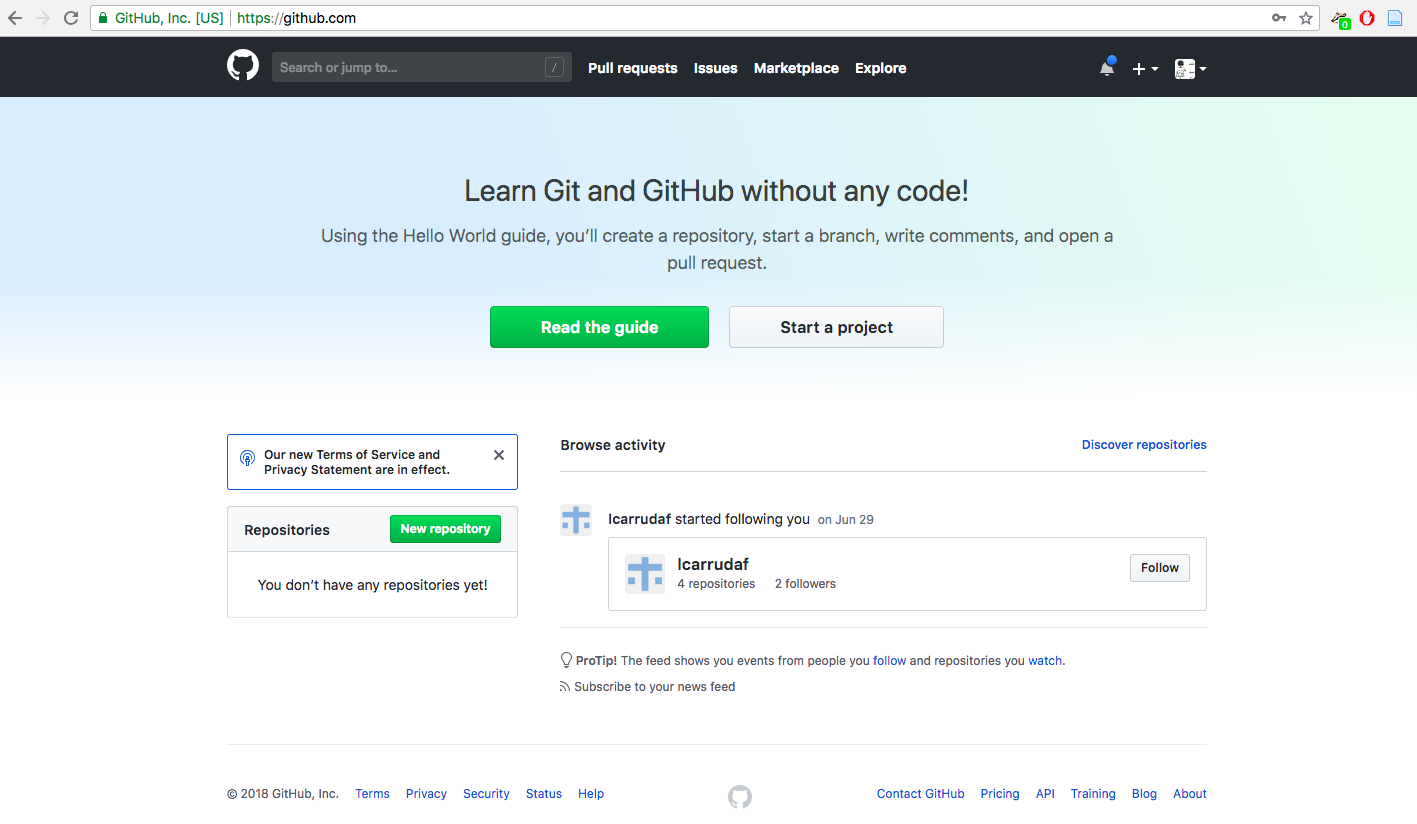 GitHub, Inc. [US] https://github.com
0
Search or jump to... /
Pull requests Issues Marketplace Explore
Learn Git and GitHub without any code!
Using the Hello World guide, you’ll create a repository, start a branch, write comments, and open a
pull request.
Read the guide
Start a project
Our new Terms of Service and
Privacy Statement are in effect.
Repositories
New repository
You don’t have any repositories yet!
Browse activity
Discover repositories
lcarrudaf started following you on Jun 29
lcarrudaf
4 repositories 2 followers
Follow
ProTip! The feed shows you events from people you follow and repositories you watch.
Subscribe to your news feed
© 2018 GitHub, Inc. Terms Privacy Security Status Help
Contact GitHub Pricing API Training Blog About